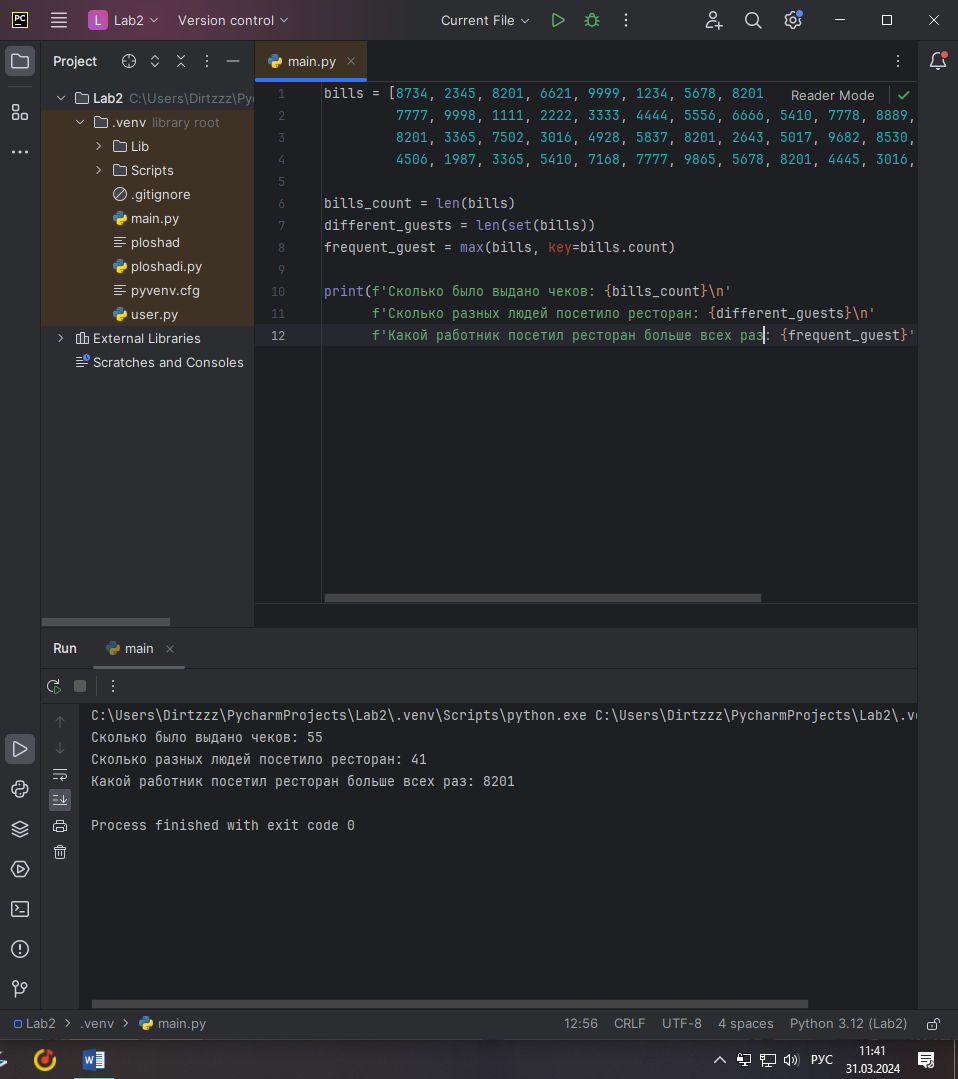 PC L Lab2 Version control Current File
Project
main.py
Lab2 C:\Users\Dirtzzz\Pyc
.venv library root
Lib
Scripts
.gitignore
main.py
ploshad
ploshadi.py
pyvenv.cfg
user.py
External Libraries
Scratches and Consoles
Reader Mode
1 bills = [8734, 2345, 8201, 6621, 9999, 1234, 5678, 8201
2 7777, 9998, 1111, 2222, 3333, 4444, 5556, 6666, 5410, 7778, 8889,
3 8201, 3365, 7502, 3016, 4928, 5837, 8201, 2643, 5017, 9682, 8530,
4 4506, 1987, 3365, 5410, 7168, 7777, 9865, 5678, 8201, 4445, 3016,
5
6 bills_count = len(bills)
7 different_guests = len(set(bills))
8 frequent_guest = max(bills, key=bills.count)
9
10 print(f'Сколько было выдано чеков: {bills_count}\n'
11 f'Сколько разных людей посетило ресторан: {different_guests}\n'
12 f'Какой работник посетил ресторан больше всех раз: {frequent_guest}'
Run main
C:\Users\Dirtzzz\PycharmProjects\Lab2\.venv\Scripts\python.exe C:\Users\Dirtzzz\PycharmProjects\Lab2\.ve
Сколько было выдано чеков: 55
Сколько разных людей посетило ресторан: 41
Какой работник посетил ресторан больше всех раз: 8201
Process finished with exit code 0
Lab2 > .venv > main.py 12:56 CRLF UTF-8 4 spaces Python 3.12 (Lab2)
W РУС 11:41
31.03.2024